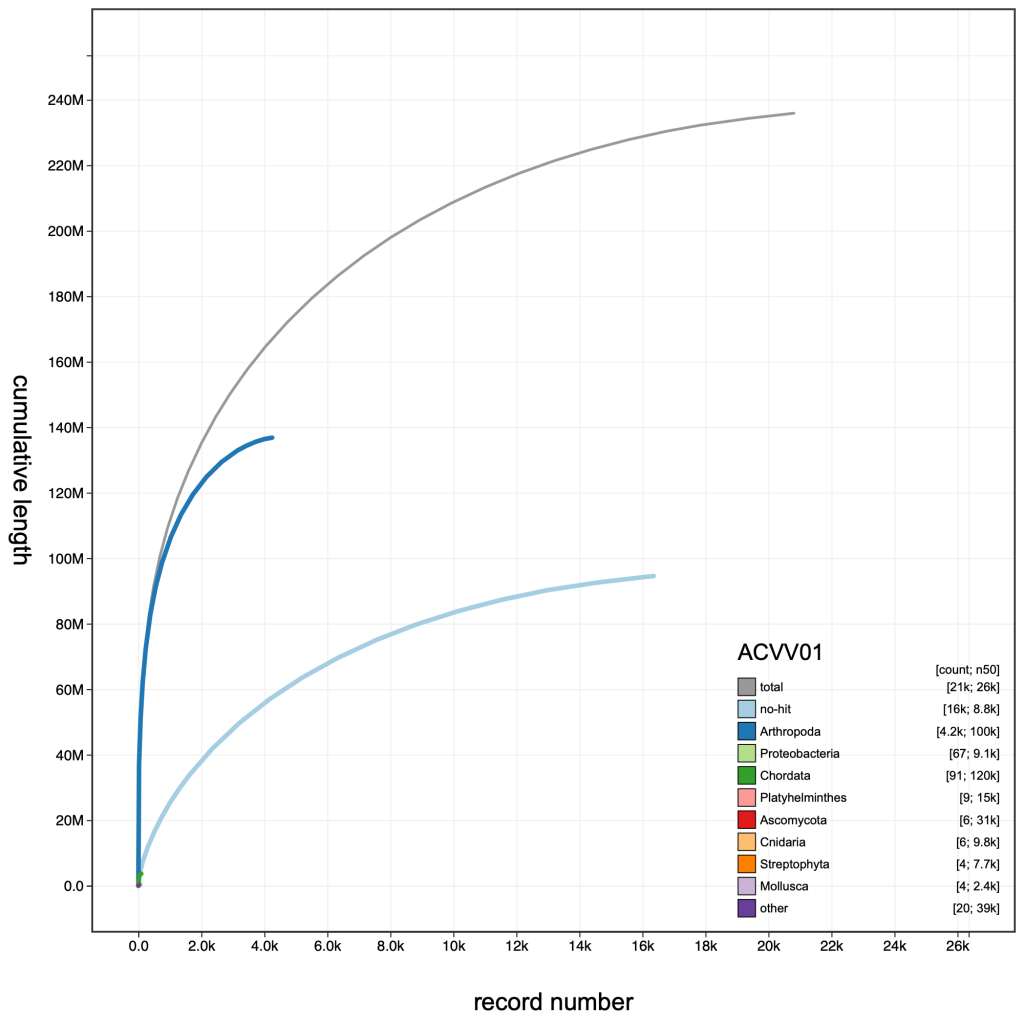 240M
220M
200M
180M
160M
140M
120M
100M
80M
60M
40M
20M
0.0
cumulative length
ACVV01
[count; n50]
total [21k; 26k]
no-hit [16k; 8.8k]
Arthropoda [4.2k; 100k]
Proteobacteria [67; 9.1k]
Chordata [91; 120k]
Platyhelminthes [9; 15k]
Ascomycota [6; 31k]
Cnidaria [6; 9.8k]
Streptophyta [4; 7.7k]
Mollusca [4; 2.4k]
other [20; 39k]
0.0 2.0k 4.0k 6.0k 8.0k 10k 12k 14k 16k 18k 20k 22k 24k 26k
record number